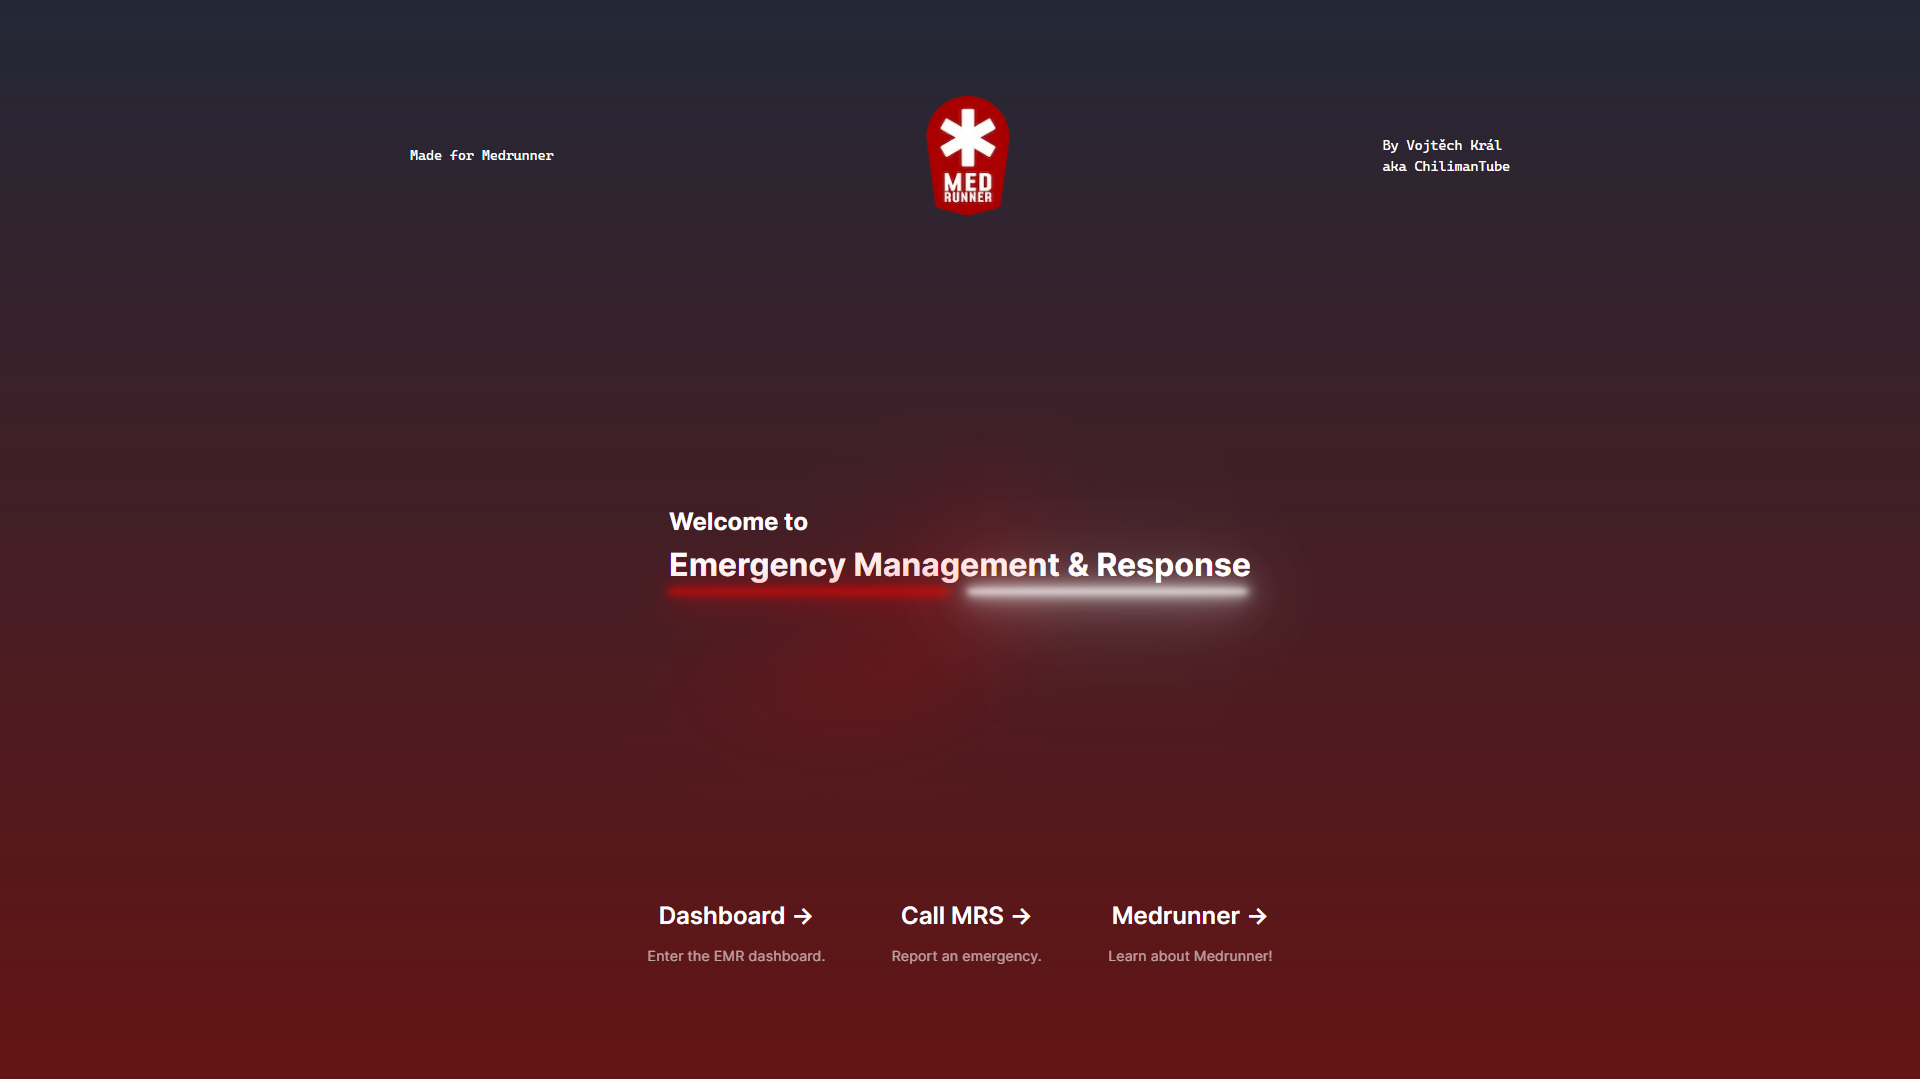 Made for Medrunner
MED
RUNNER
By Vojtěch Král
aka ChilimanTube
Welcome to
Emergency Management & Response
Dashboard →
Enter the EMR dashboard.
Call MRS →
Report an emergency.
Medrunner →
Learn about Medrunner!